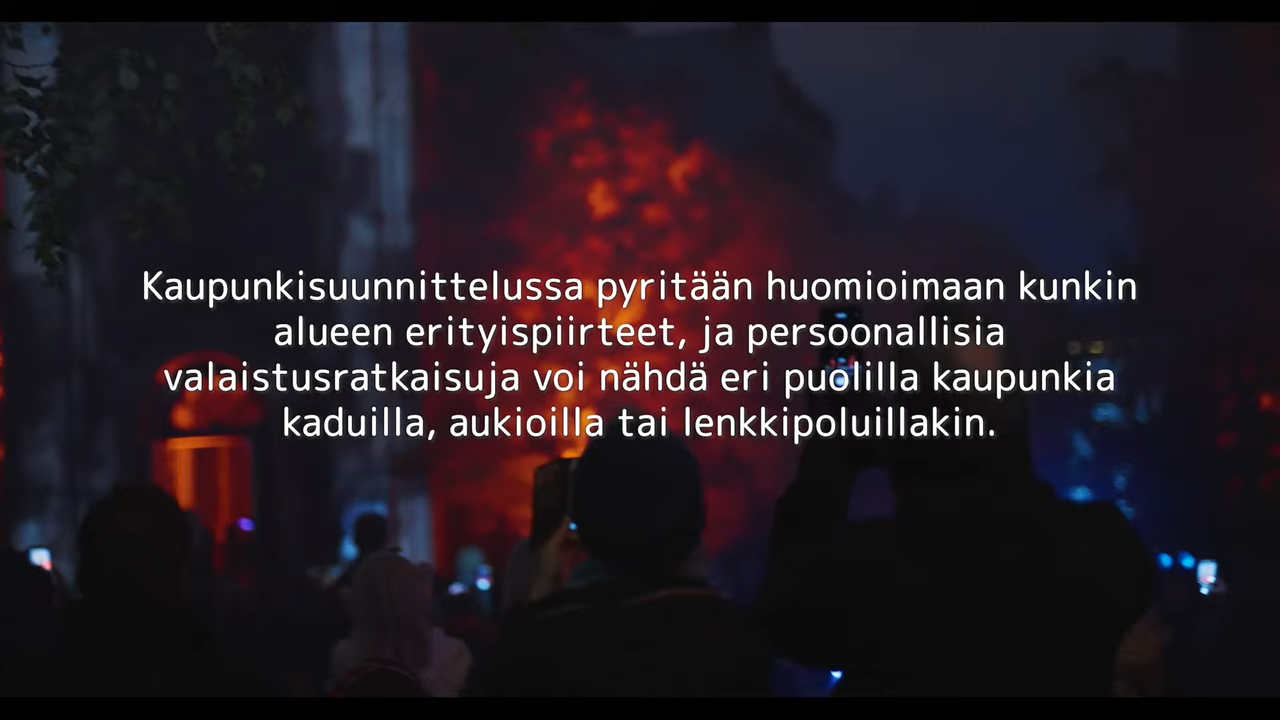 Kaupunkisuunnittelussa pyritään huomioimaan kunkin
alueen erityispiirteet, ja persoonallisia
valaistusratkaisuja voi nähdä eri puolilla kaupunkia
kaduilla, aukioilla tai lenkkipoluillakin.